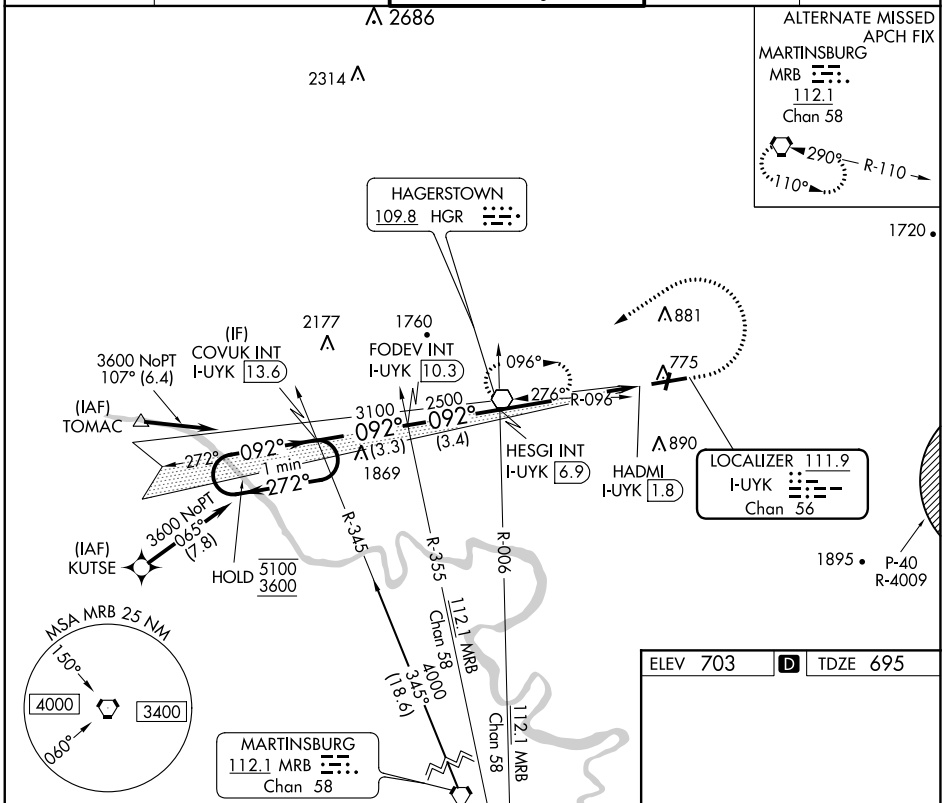 2686
2314
ALTERNATE MISSED
APCH FIX
MARTINSBURG
MRB
112.1
Chan 58
290°
R-110
110°
1720
HAGERSTOWN
109.8 HGR
881
775
(IF)
COVUK INT
I-UYK 13.6
2177
1760
FODEV INT
I-UYK 10.3
096°
3600 NoPT
107° (6.4)
(IAF)
TOMAC
3100
2500
276°
R-096
092°
092°
092°
272°
1 min
272°
(3.3)
(3.4)
1869
HESGI INT
I-UYK 6.9
890
HADMI
I-UYK 1.8
LOCALIZER 111.9
I-UYK
Chan 56
3600 NoPT
065°
(7.8)
(IAF)
KUTSE
HOLD 5100
3600
R-345
R-355
R-006
1895
P-40
R-4009
MSA MRB 25 NM
150°
4000
3400
060°
112.1 MRB
Chan 58
4000
345°
(18.6)
112.1 MRB
Chan 58
MARTINSBURG
112.1 MRB
Chan 58
ELEV 703 D TDZE 695